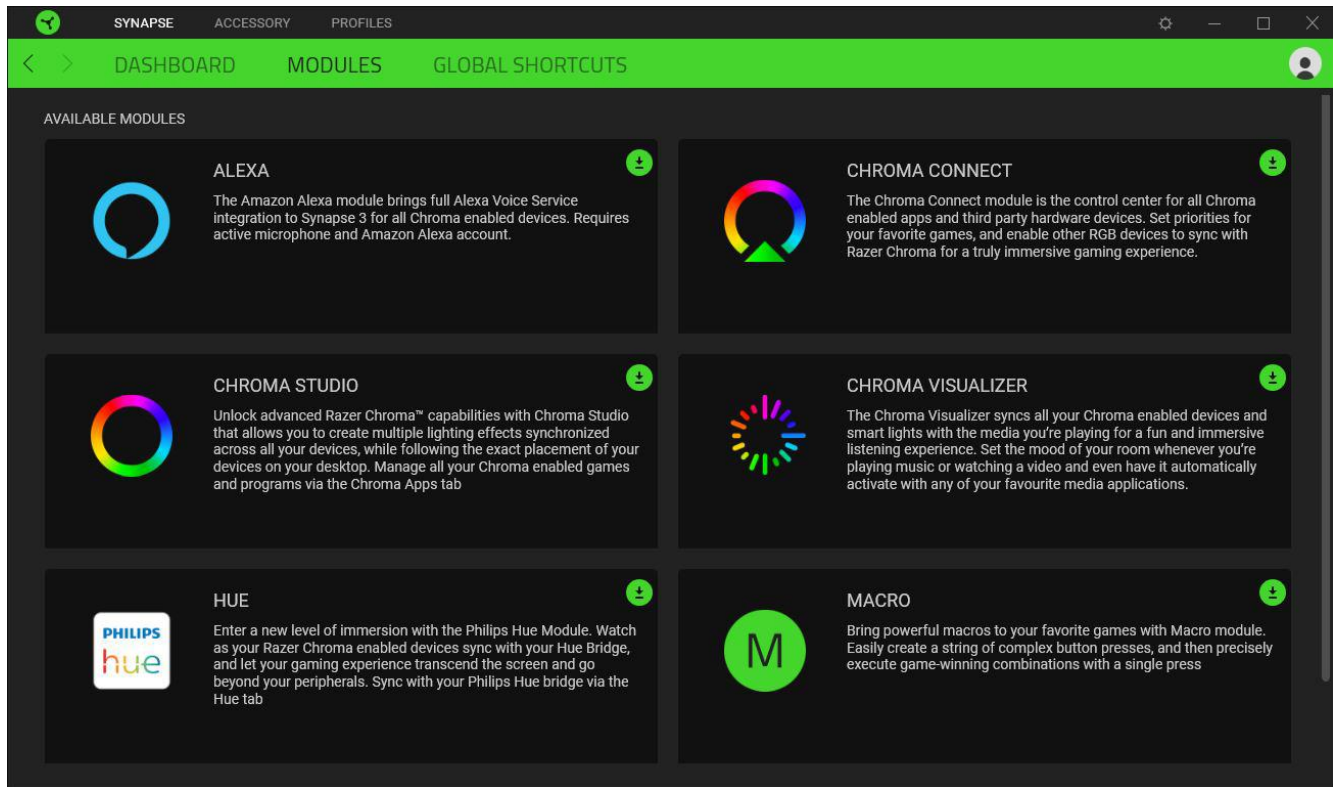 SYNAPSE ACCESSORY PROFILES
DASHBOARD MODULES GLOBAL SHORTCUTS
AVAILABLE MODULES
ALEXA
The Amazon Alexa module brings full Alexa Voice Service
integration to Synapse 3 for all Chroma enabled devices. Requires
active microphone and Amazon Alexa account.
CHROMA CONNECT
The Chroma Connect module is the control center for all Chroma
enabled apps and third party hardware devices. Set priorities for
your favorite games, and enable other RGB devices to sync with
Razer Chroma for a truly immersive gaming experience.
CHROMA STUDIO
Unlock advanced Razer Chroma™ capabilities with Chroma Studio
that allows you to create multiple lighting effects synchronized
across all your devices, while following the exact placement of your
devices on your desktop. Manage all your Chroma enabled games
and programs via the Chroma Apps tab
CHROMA VISUALIZER
The Chroma Visualizer syncs all your Chroma enabled devices and
smart lights with the media you're playing for a fun and immersive
listening experience. Set the mood of your room whenever you're
playing music or watching a video and even have it automatically
activate with any of your favourite media applications.
PHILIPS
hue
HUE
Enter a new level of immersion with the Philips Hue Module. Watch
as your Razer Chroma enabled devices sync with your Hue Bridge,
and let your gaming experience transcend the screen and go
beyond your peripherals. Sync with your Philips Hue bridge via the
Hue tab
M
MACRO
Bring powerful macros to your favorite games with Macro module.
Easily create a string of complex button presses, and then precisely
execute game-winning combinations with a single press